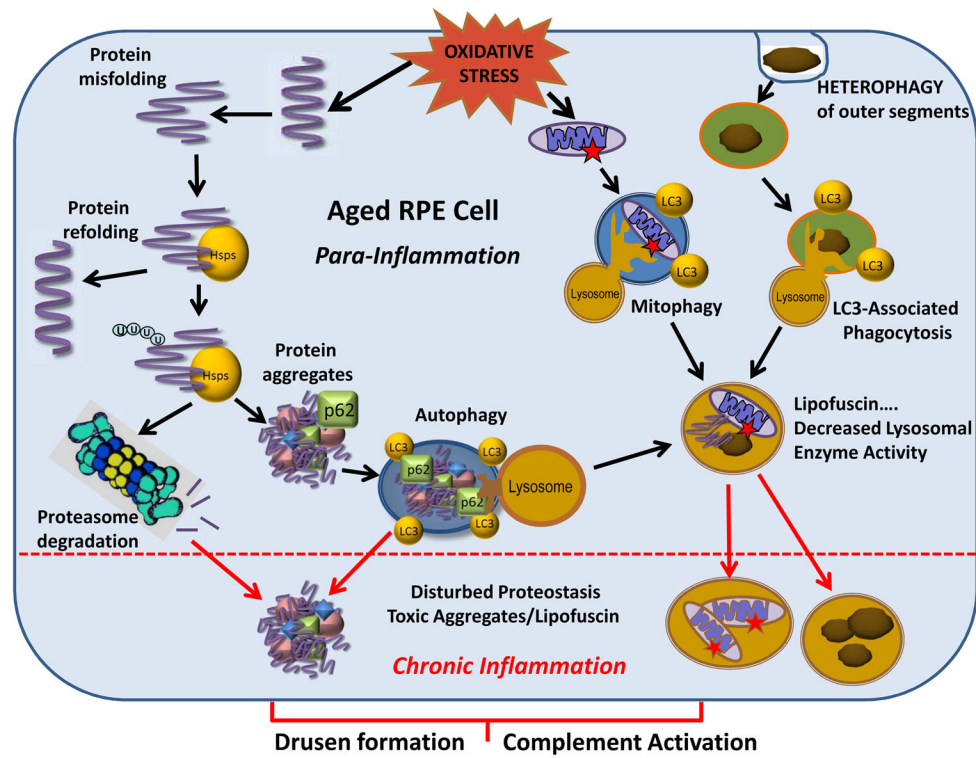 OXIDATIVE
STRESS
Protein
misfolding
HETEROPHAGY
of outer segments
Protein
refolding
Hsps
Aged RPE Cell
Para-Inflammation
LC3
LC3
Lysosome
Mitophagy
LC3
LC3
Lysosome
LC3-Associated
Phagocytosis
U U U U
Hsps
Protein
aggregates
p62
Autophagy
LC3
LC3
p62
p62
LC3
LC3
Lysosome
Lipofuscin....
Decreased Lysosomal
Enzyme Activity
Proteasome
degradation
Disturbed Proteostasis
Toxic Aggregates/Lipofuscin
Chronic Inflammation
Drusen formation
Complement Activation